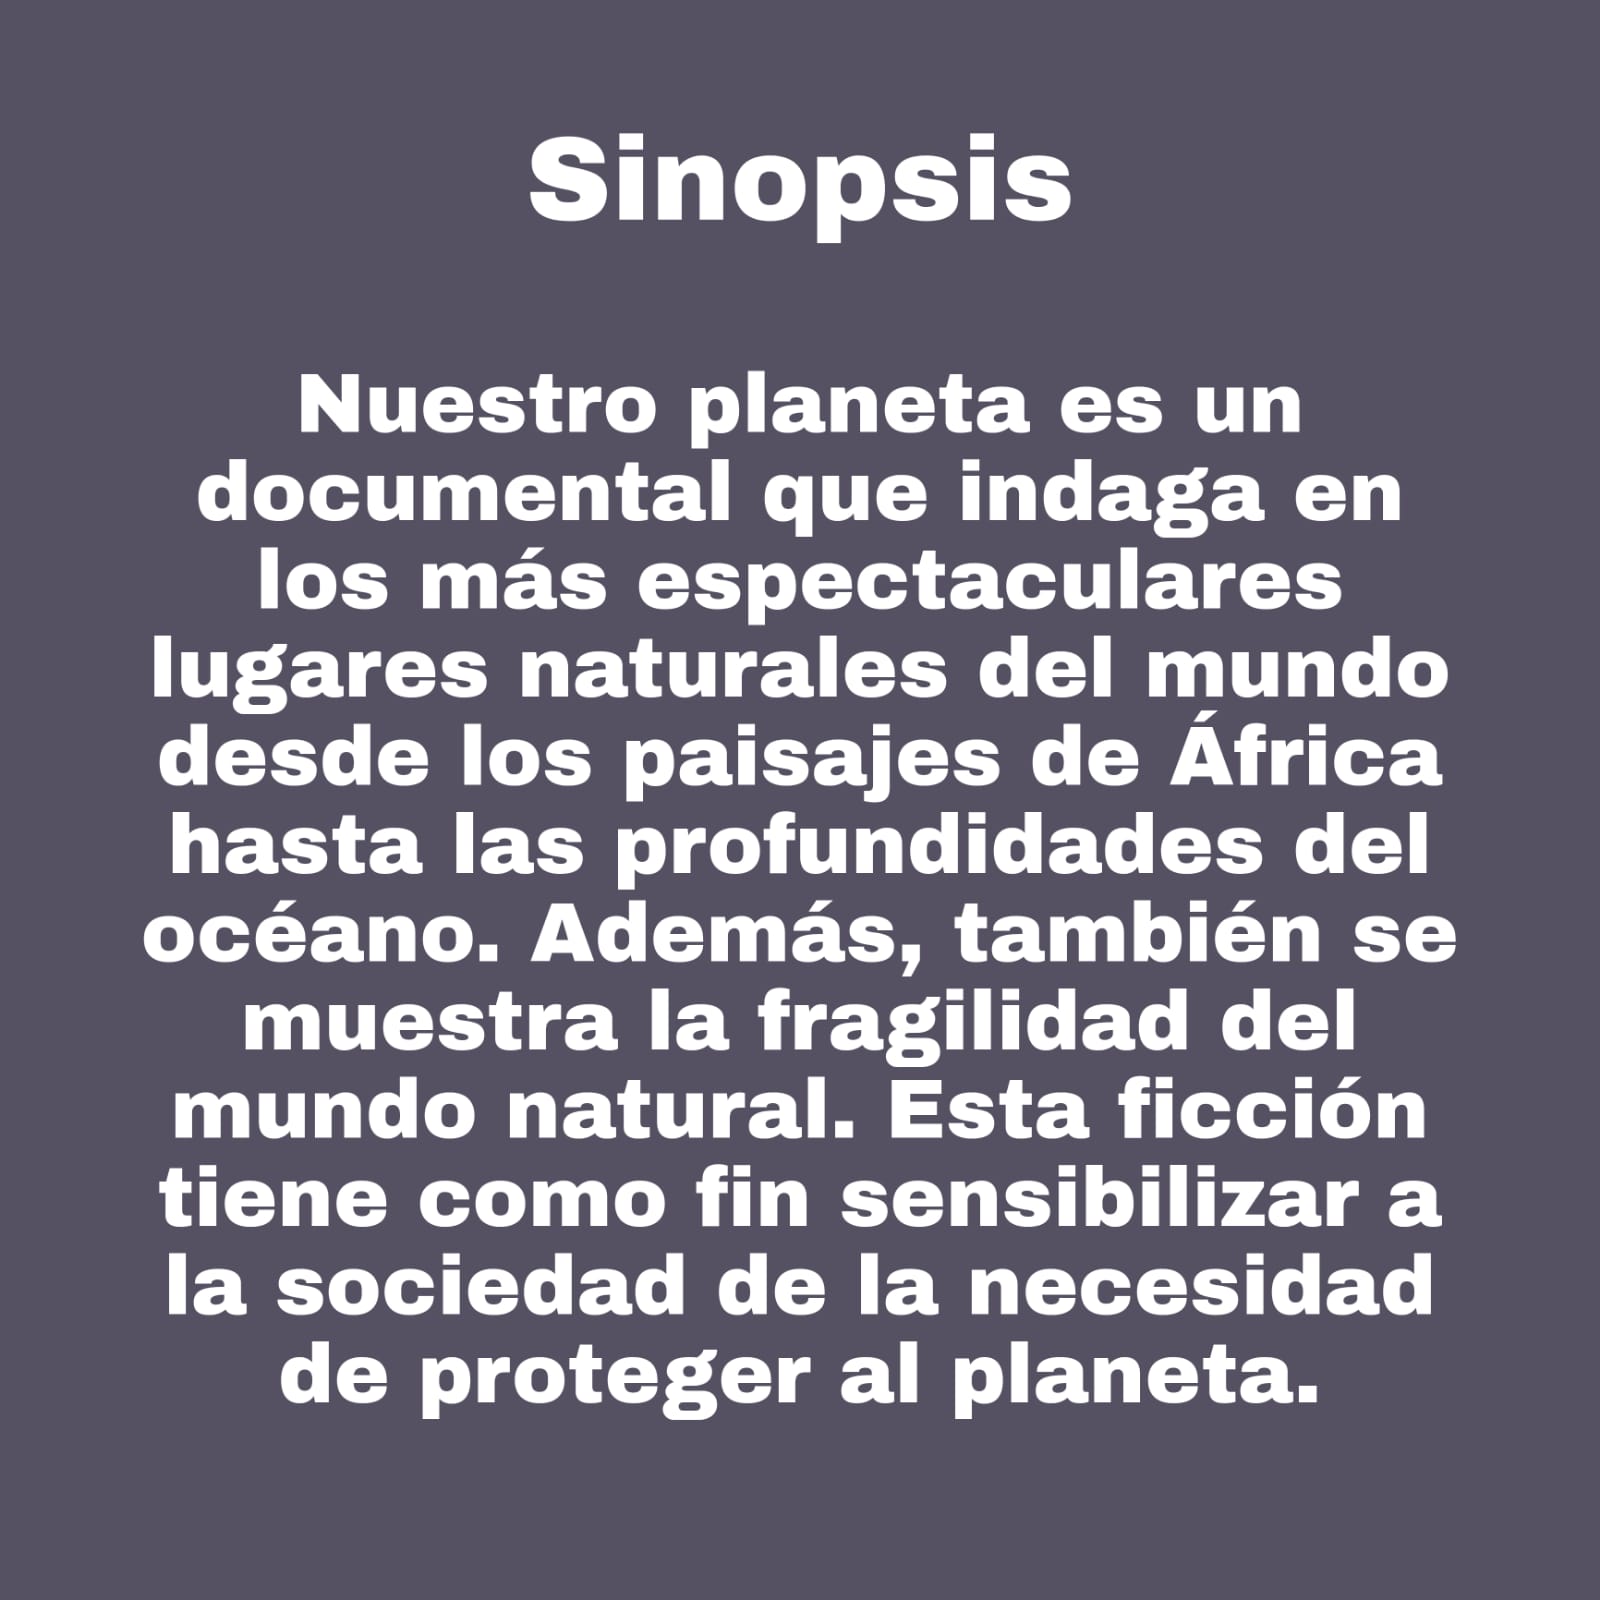 Sinopsis
Nuestro planeta es un
documental que indaga en
los más espectaculares
lugares naturales del mundo
desde los paisajes de África
hasta las profundidades del
océano. Además, también se
muestra la fragilidad del
mundo natural. Esta ficción
tiene como fin sensibilizar a
la sociedad de la necesidad
de proteger al planeta.